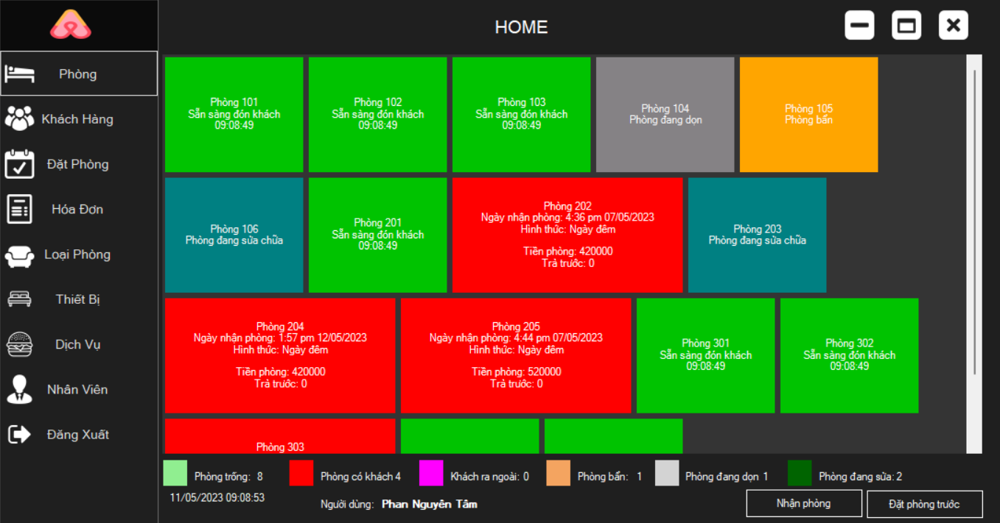 HOME
Phòng
Khách Hàng
Đặt Phòng
Hóa Đơn
Loại Phòng
Thiết Bị
Dịch Vụ
Nhân Viên
Đăng Xuất
Phòng 101
Sẵn sàng đón khách
09:08:49
Phòng 102
Sẵn sàng đón khách
09:08:49
Phòng 103
Sẵn sàng đón khách
09:08:49
Phòng 104
Phòng đang dọn
Phòng 105
Phòng bẩn
Phòng 106
Phòng đang sửa chữa
Phòng 201
Sẵn sàng đón khách
09:08:49
Phòng 202
Ngày nhận phòng: 4:36 pm 07/05/2023
Hình thức: Ngày đêm
Tiền phòng: 420000
Trả trước: 0
Phòng 203
Phòng đang sửa chữa
Phòng 204
Ngày nhận phòng: 1:57 pm 12/05/2023
Hình thức: Ngày đêm
Tiền phòng: 420000
Trả trước: 0
Phòng 205
Ngày nhận phòng: 4:44 pm 07/05/2023
Hình thức: Ngày đêm
Tiền phòng: 520000
Trả trước: 0
Phòng 301
Sẵn sàng đón khách
09:08:49
Phòng 302
Sẵn sàng đón khách
09:08:49
Phòng 303
Phòng trống: 8
Phòng có khách 4
Khách ra ngoài: 0
Phòng bẩn: 1
Phòng đang dọn 1
Phòng đang sửa: 2
11/05/2023 09:08:53
Người dùng: Phan Nguyên Tâm
Nhận phòng
Đặt phòng trước